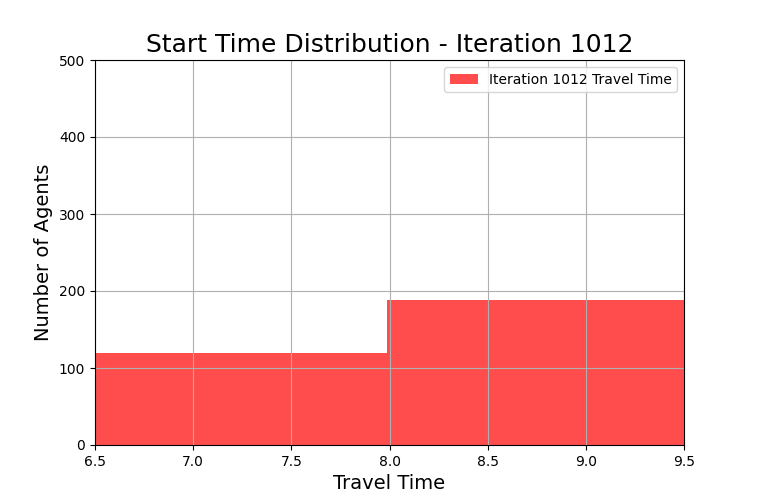 Start Time Distribution - Iteration 1012
Iteration 1012 Travel Time
Number of Agents
500
400
300
200
100
0
6.5 7.0 7.5 8.0 8.5 9.0 9.5
Travel Time